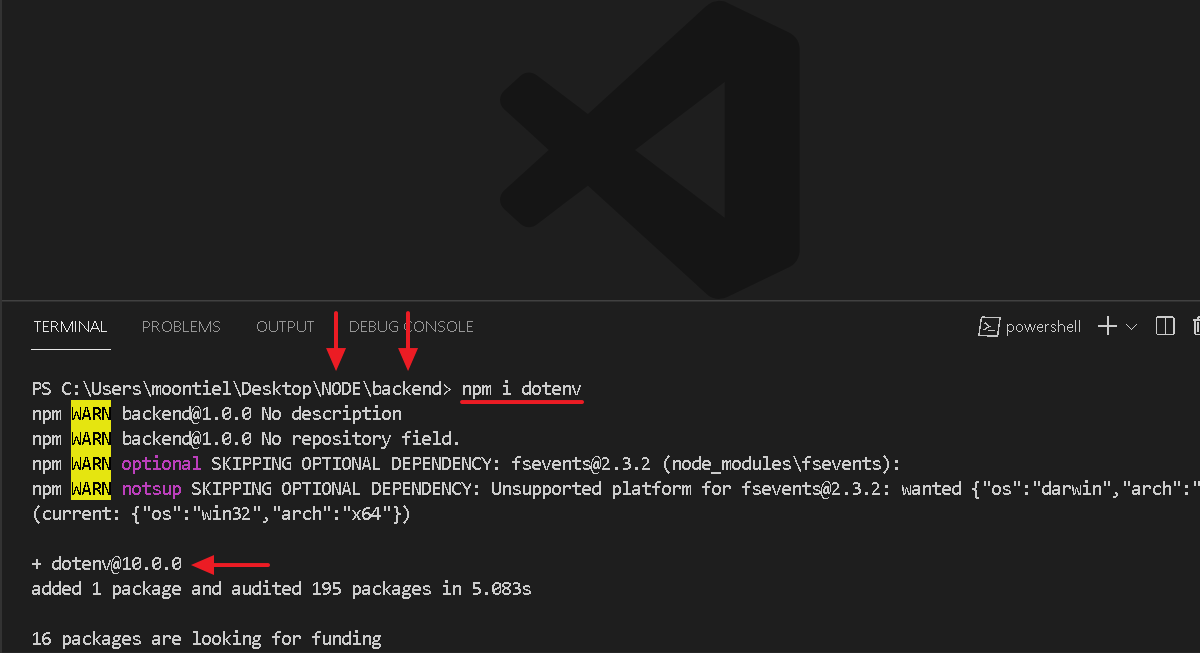 TERMINAL PROBLEMS OUTPUT DEBUG CONSOLE powershell
PS C:\Users\moontiel\Desktop\NODE\backend> npm i dotenv
npm WARN backend@1.0.0 No description
npm WARN backend@1.0.0 No repository field.
npm WARN optional SKIPPING OPTIONAL DEPENDENCY: fsevents@2.3.2 (node_modules\fsevents):
npm WARN notsup SKIPPING OPTIONAL DEPENDENCY: Unsupported platform for fsevents@2.3.2: wanted {"os":"darwin","arch":"
(current: {"os":"win32","arch":"x64"})
+ dotenv@10.0.0
added 1 package and audited 195 packages in 5.083s
16 packages are looking for funding